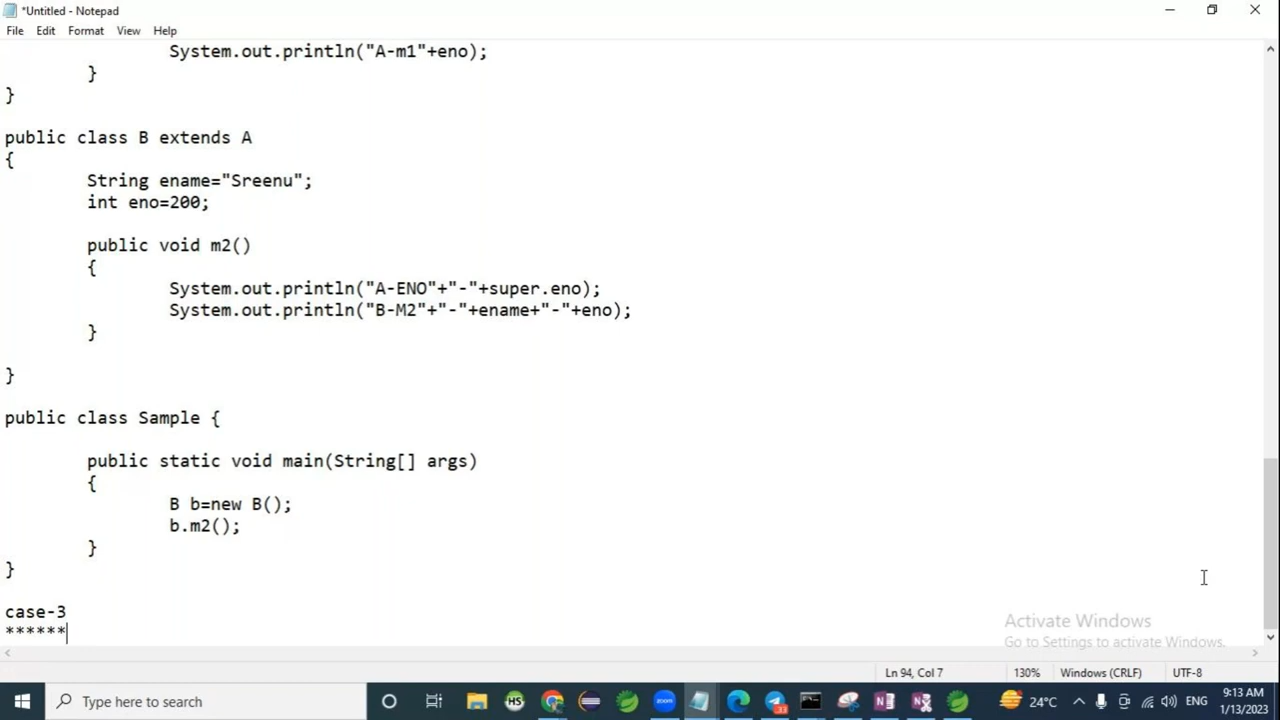 *Untitled - Notepad
File Edit Format View Help
System.out.println("A-m1"+eno);
}
}
public class B extends A
{
String ename="Sreenu";
int eno=200;
public void m2()
{
System.out.println("A-ENO"+"-"+super.eno);
System.out.println("B-M2"+"-"+ename+"-"+eno);
}
}
public class Sample {
public static void main(String[] args)
{
B b=new B();
b.m2();
}
}
case-3
******
Activate Windows
Go to Settings to activate Windows.
Ln 94, Col 7 130% Windows (CRLF) UTF-8
Type here to search HS zoom 33 24°C ENG 9:13 AM
1/13/2023